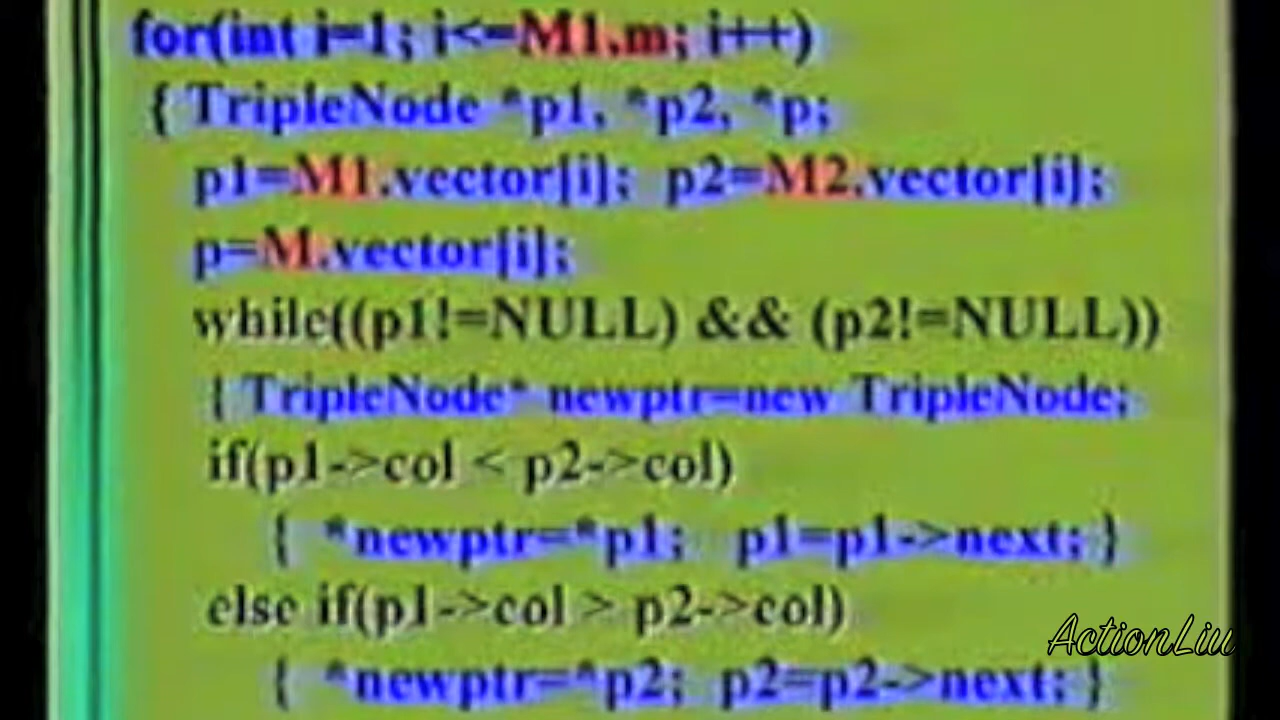 for(int i=1; i<=M1.m; i++)
{ TripleNode *p1, *p2, *p;
p1=M1.vector[i]; p2=M2.vector[i];
p=M.vector[i];
while((p1!=NULL) && (p2!=NULL))
{ TripleNode* newptr=new TripleNode;
if(p1->col < p2->col)
{ *newptr=*p1; p1=p1->next; }
else if(p1->col > p2->col)
{ *newptr=*p2; p2=p2->next; }
ActionLiu